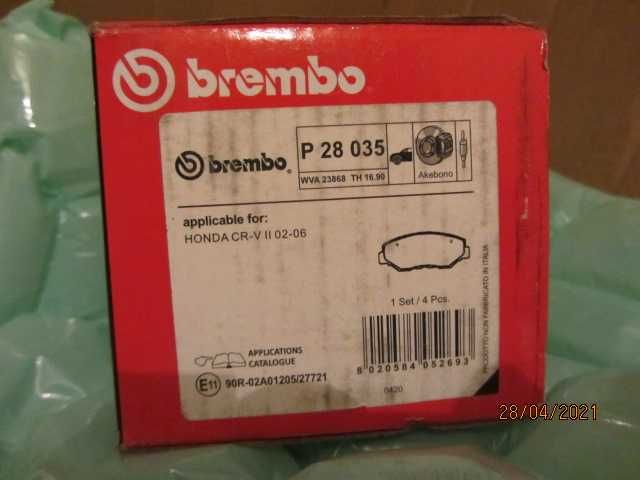 brembo
brembo®
P 28 035
WVA 23868 TH 16.90
Akebono
applicable for:
HONDA CR-V II 02-06
1 Set / 4 Pcs.
PRODOTTO NON FABBRICATO IN ITALIA
APPLICATIONS
CATALOGUE
E11 90R-02A01205/27721
8 020584 052693
0420
28/04/2021